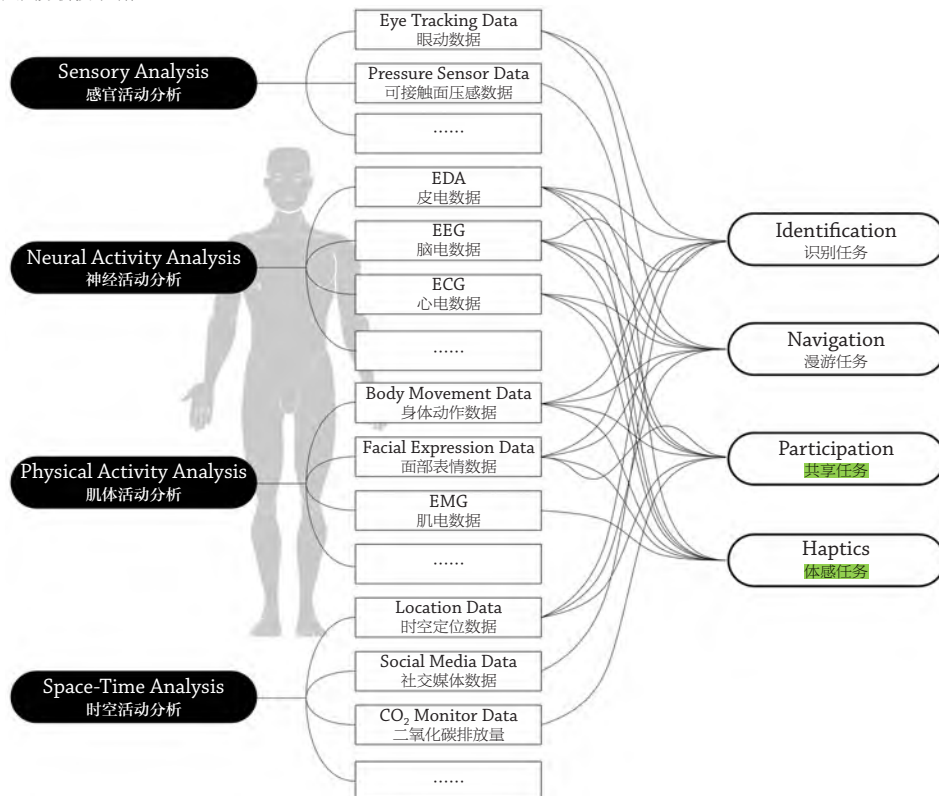 Sensory Analysis
感官活动分析
Neural Activity Analysis
神经活动分析
Physical Activity Analysis
肌体活动分析
Space-Time Analysis
时空活动分析
Eye Tracking Data
眼动数据
Pressure Sensor Data
可接触面压感数据
……
EDA
皮电数据
EEG
脑电数据
ECG
心电数据
……
Body Movement Data
身体动作数据
Facial Expression Data
面部表情数据
EMG
肌电数据
……
Location Data
时空定位数据
Social Media Data
社交媒体数据
CO₂ Monitor Data
二氧化碳排放量
……
Identification
识别任务
Navigation
漫游任务
Participation
共享任务
Haptics
体感任务